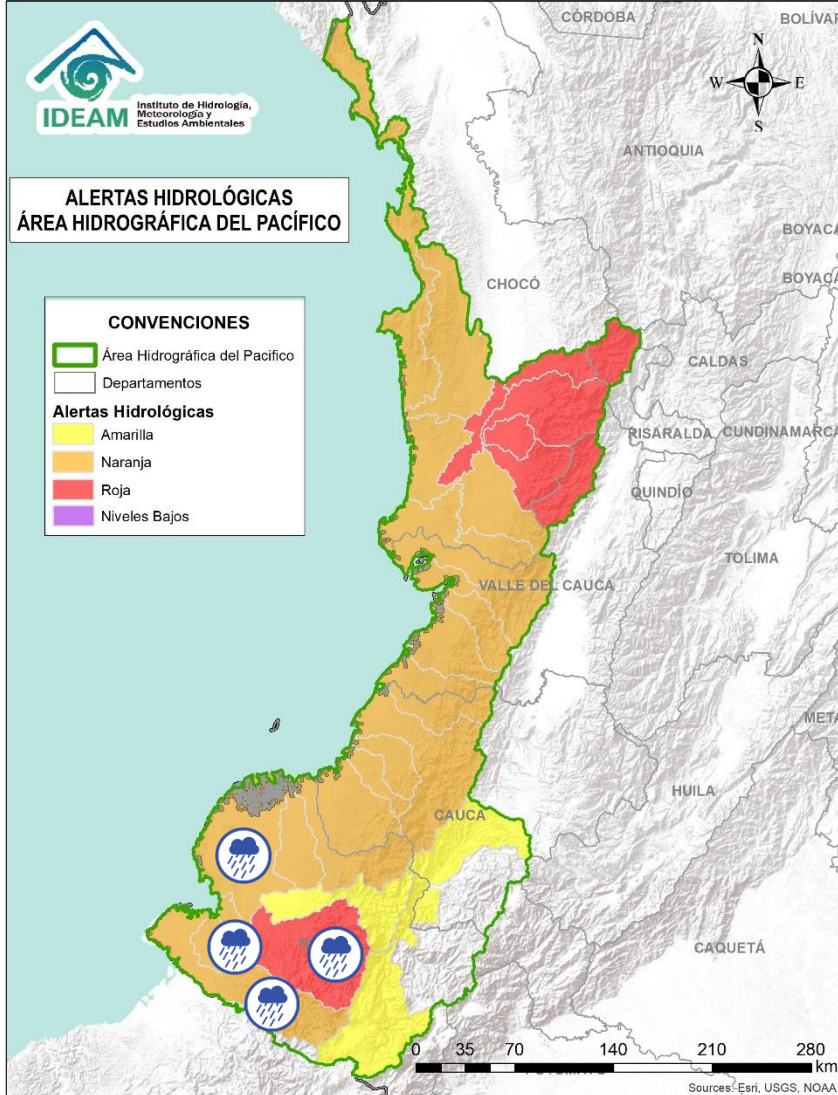 CÓRDOBA
BOLÍVAR
N
W
E
S
IDEAM
Instituto de Hidrología,
Meteorología y
Estudios Ambientales
ANTIOQUIA
ALERTAS HIDROLÓGICAS
ÁREA HIDROGRÁFICA DEL PACÍFICO
BOYACÁ
BOYACÁ
CHOCÓ
CONVENCIONES
Área Hidrográfica del Pacifico
Departamentos
Alertas Hidrológicas
Amarilla
Naranja
Roja
Niveles Bajos
CALDAS
RISARALDA
CUNDINAMARCA
QUINDÍO
TOLIMA
VALLE DEL CAUCA
META
HUILA
CAUCA
CAQUETÁ
0 35 70 140 210 280
km
Sources: Esri, USGS, NOAA